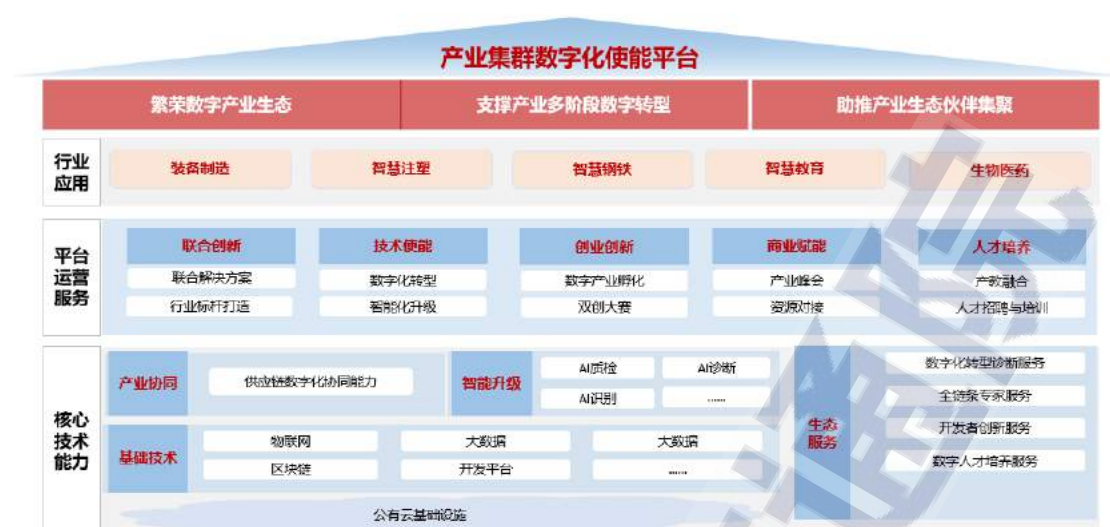 产业集群数字化使能平台
繁荣数字产业生态 支撑产业多阶段数字转型 助推产业生态伙伴集聚
行业
应用
装备制造 智慧注塑 智慧钢铁 智慧教育 生物医药
平台
运营
服务
联合创新 技术使能 创业创新 商业赋能 人才培养
联合解决方案 数字化转型 数字产业孵化 产业峰会 产教融合
行业标杆打造 智能化升级 双创大赛 资源对接 人才招聘与培训
核心
技术
能力
产业协同
供应链数字化协同能力
智能升级
AI质检 AI诊断
AI识别 ......
基础技术
物联网 大数据 大数据
区块链 开发平台 ......
公有云基础设施
生态
服务
数字化转型诊断服务
全链条专家服务
开发者创新服务
数字人才培养服务